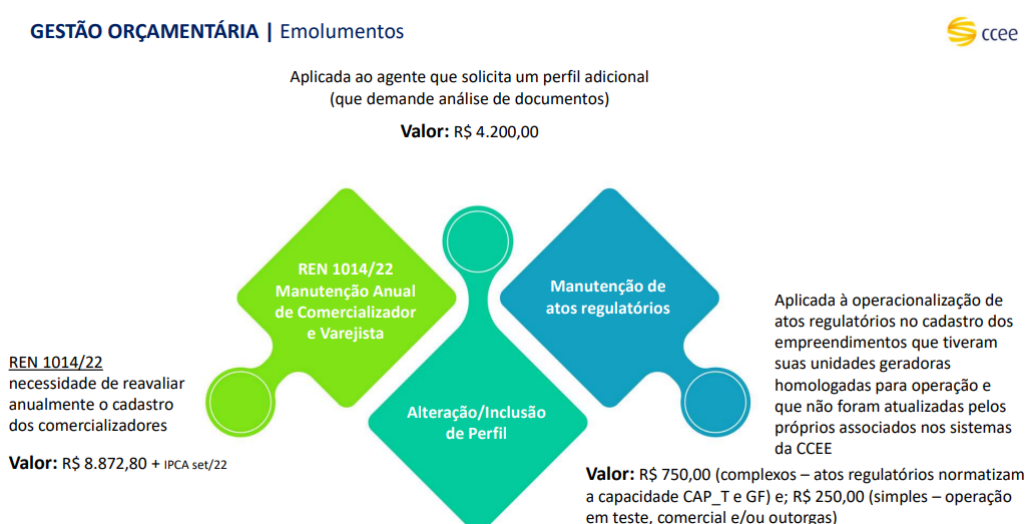 GESTÃO ORÇAMENTÁRIA | Emolumentos
ccee
Aplicada ao agente que solicita um perfil adicional
(que demande análise de documentos)
Valor: R$ 4.200,00
REN 1014/22
Manutenção Anual
de Comercializador
e Varejista
Manutenção de
atos regulatórios
Alteração/Inclusão
de Perfil
REN 1014/22
necessidade de reavaliar
anualmente o cadastro
dos comercializadores
Valor: R$ 8.872,80 + IPCA set/22
Aplicada à operacionalização de
atos regulatórios no cadastro dos
empreendimentos que tiveram
suas unidades geradoras
homologadas para operação e
que não foram atualizadas pelos
próprios associados nos sistemas
da CCEE
Valor: R$ 750,00 (complexos – atos regulatórios normatizam
a capacidade CAP_T e GF) e; R$ 250,00 (simples – operação
em teste, comercial e/ou outorgas)